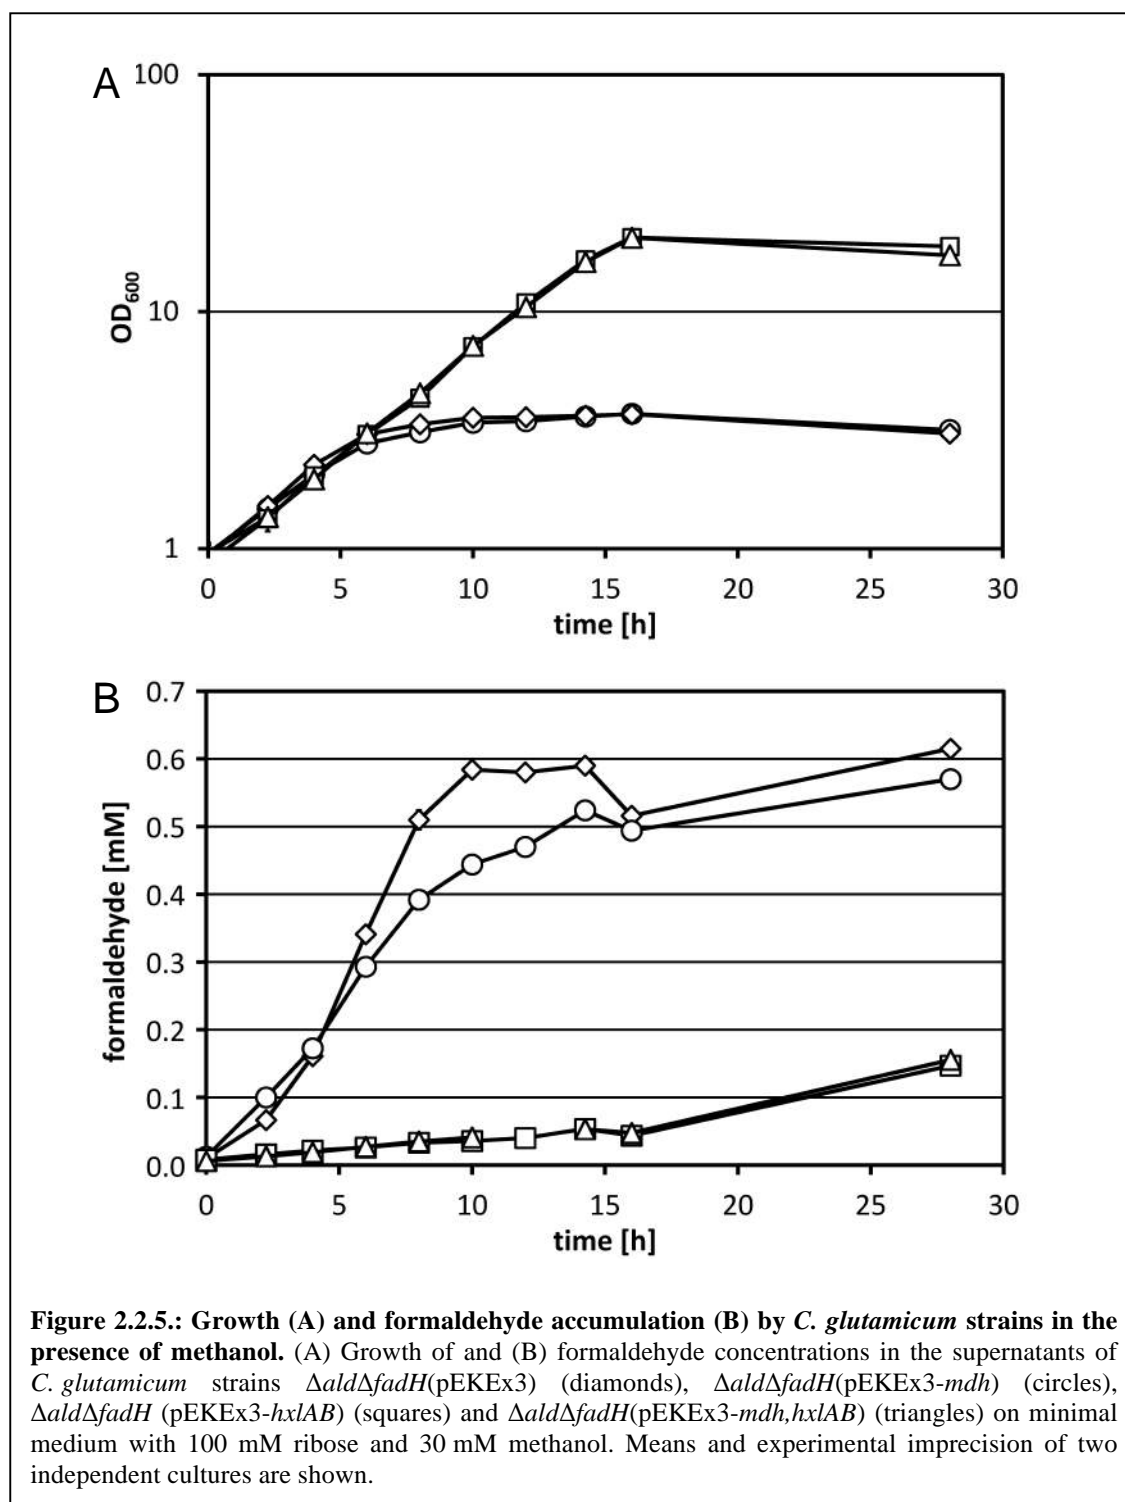 A
100
10
1
OD600
0 5 10 15 20 25 30
time [h]
B
0.7
0.6
0.5
0.4
0.3
0.2
0.1
0.0
formaldehyde [mM]
0 5 10 15 20 25 30
time [h]
Figure 2.2.5.: Growth (A) and formaldehyde accumulation (B) by C. glutamicum strains in the
presence of methanol. (A) Growth of and (B) formaldehyde concentrations in the supernatants of
C. glutamicum strains ΔaldΔfadH(pEKEx3) (diamonds), ΔaldΔfadH(pEKEx3-mdh) (circles),
ΔaldΔfadH (pEKEx3-hxlAB) (squares) and ΔaldΔfadH(pEKEx3-mdh,hxlAB) (triangles) on minimal
medium with 100 mM ribose and 30 mM methanol. Means and experimental imprecision of two
independent cultures are shown.